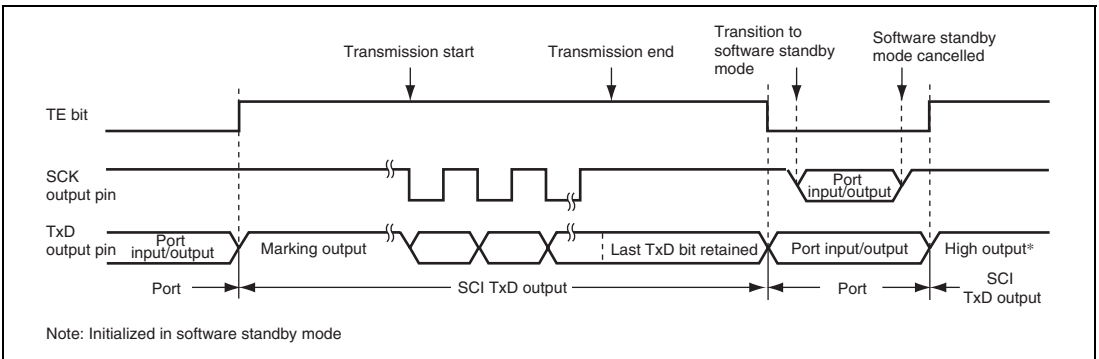 Transmission start
Transmission end
Transition to
software standby
mode
Software standby
mode cancelled
TE bit
SCK
output pin
Port
input/output
TxD
output pin
Port
input/output
Marking output
Last TxD bit retained
Port input/output
High output*
Port
SCI TxD output
Port
SCI
TxD output
Note: Initialized in software standby mode